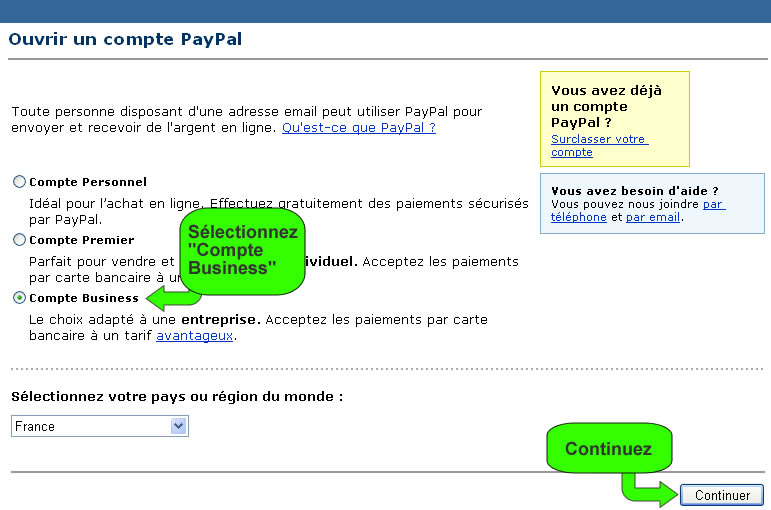 Ouvrir un compte PayPal
Toute personne disposant d'une adresse email peut utiliser PayPal pour
envoyer et recevoir de l'argent en ligne. Qu'est-ce que PayPal ?
Vous avez déjà
un compte
PayPal ?
Surclasser votre
compte
Vous avez besoin d'aide ?
Vous pouvez nous joindre par
téléphone et par email.
Compte Personnel
Idéal pour l'achat en ligne. Effectuez gratuitement des paiements sécurisés
par PayPal.
Compte Premier
Parfait pour vendre et ividuel. Acceptez les paiements
par carte bancaire à un
Sélectionnez
"Compte
Business"
Compte Business
Le choix adapté à une entreprise. Acceptez les paiements par carte
bancaire à un tarif avantageux.
Sélectionnez votre pays ou région du monde :
France
Continuez
Continuer